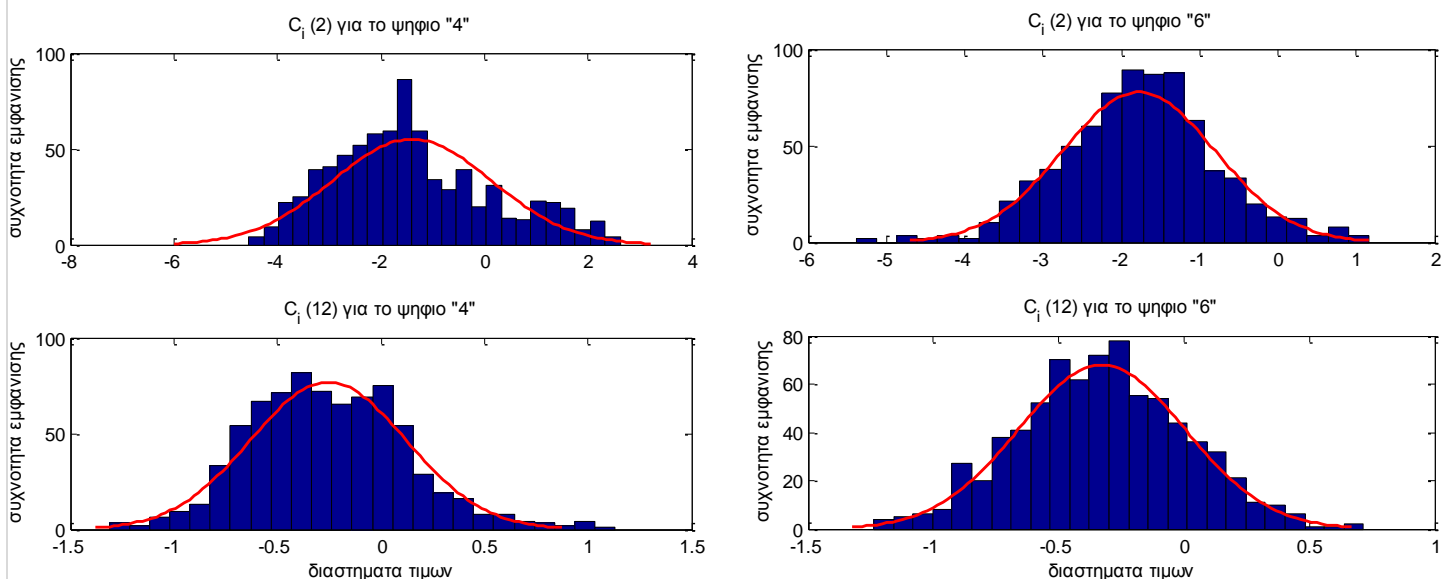 C_i (2) για το ψηφιο "4"
συχνοτητα εμφανισης
100
50
0
-8 -6 -4 -2 0 2 4
C_i (2) για το ψηφιο "6"
συχνοτητα εμφανισης
100
50
0
-6 -5 -4 -3 -2 -1 0 1 2
C_i (12) για το ψηφιο "4"
συχνοτητα εμφανισης
100
50
0
-1.5 -1 -0.5 0 0.5 1 1.5
διαστηματα τιμων
C_i (12) για το ψηφιο "6"
συχνοτητα εμφανισης
80
60
40
20
0
-1.5 -1 -0.5 0 0.5 1
διαστηματα τιμων